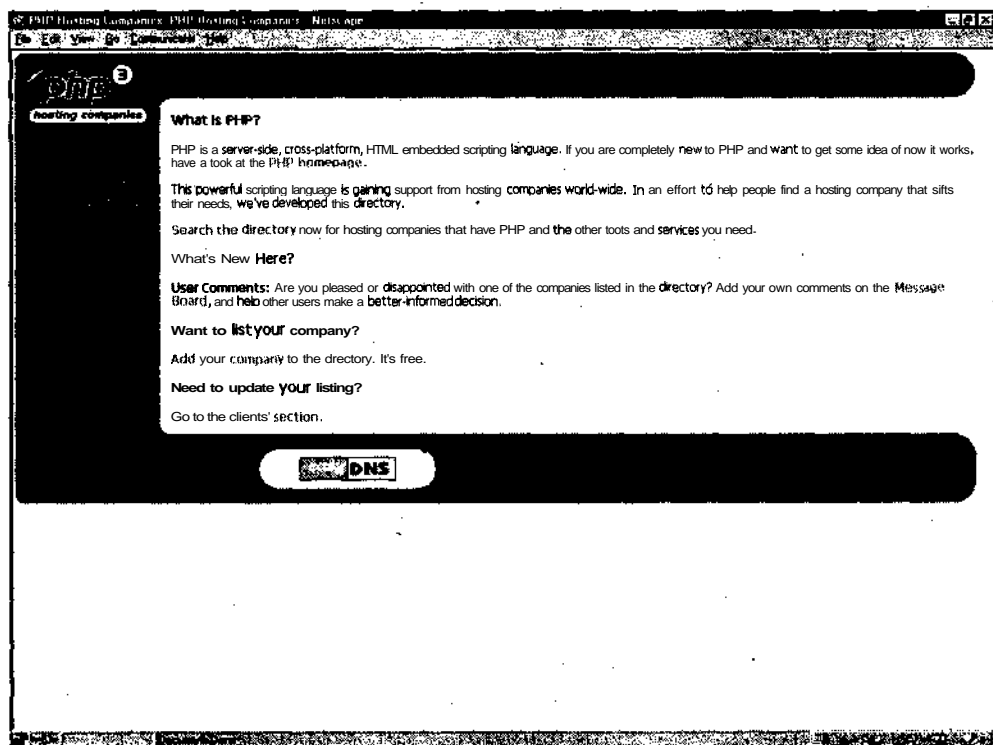 PHP Hosting Companies: PHP Hosting Companies - Netscape
File Edit View Go Communicator Help
php 3
hosting companies
What is PHP?
PHP is a server-side, cross-platform, HTML embedded scripting language. If you are completely new to PHP and want to get some idea of now it works,
have a took at the PHP homepage.
This powerful scripting language is gaining support from hosting companies world-wide. In an effort tó help people find a hosting company that sifts
their needs, we've developed this directory.
Search the directory now for hosting companies that have PHP and the other toots and services you need.
What's New Here?
User Comments: Are you pleased or disappointed with one of the companies listed in the directory? Add your own comments on the Message
Board, and help other users make a better-informed decision.
Want to list your company?
Add your company to the drectory. It's free.
Need to update your listing?
Go to the clients' section.
DNS